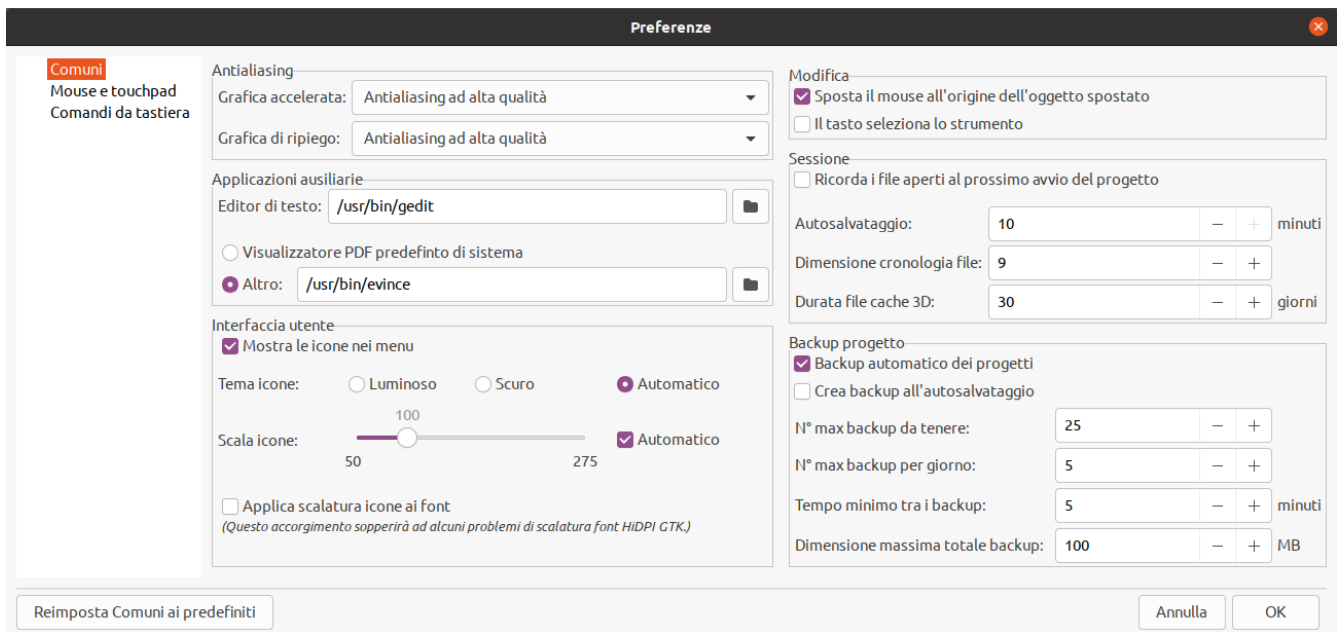 Preferenze
Comuni
Mouse e touchpad
Comandi da tastiera
Antialiasing
Grafica accelerata: Antialiasing ad alta qualità
Grafica di ripiego: Antialiasing ad alta qualità
Applicazioni ausiliarie
Editor di testo: /usr/bin/gedit
Visualizzatore PDF predefinto di sistema
Altro: /usr/bin/evince
Interfaccia utente
Mostra le icone nei menu
Tema icone: Luminoso Scuro Automatico
100
Scala icone: Automatico
50 275
Applica scalatura icone ai font
(Questo accorgimento sopperirà ad alcuni problemi di scalatura font HiDPI GTK.)
Modifica
Sposta il mouse all'origine dell'oggetto spostato
Il tasto seleziona lo strumento
Sessione
Ricorda i file aperti al prossimo avvio del progetto
Autosalvataggio: 10 − + minuti
Dimensione cronologia file: 9 − +
Durata file cache 3D: 30 − + giorni
Backup progetto
Backup automatico dei progetti
Crea backup all'autosalvataggio
N° max backup da tenere: 25 − +
N° max backup per giorno: 5 − +
Tempo minimo tra i backup: 5 − + minuti
Dimensione massima totale backup: 100 − + MB
Reimposta Comuni ai predefiniti
Annulla OK